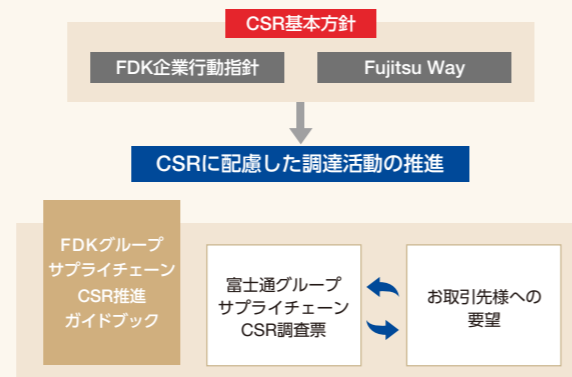 CSR基本方針
FDK企業行動指針
Fujitsu Way
CSRに配慮した調達活動の推進
FDKグループ
サプライチェーン
CSR推進
ガイドブック
富士通グループ
サプライチェーン
CSR調査票
お取引先様への
要望